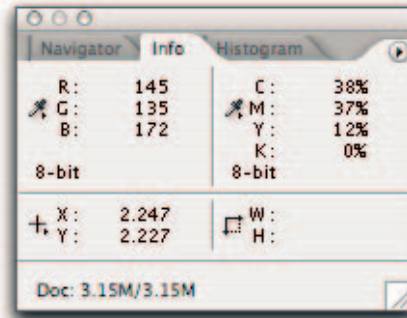 Navigator Info Histogram
R: 145 C: 38%
G: 135 M: 37%
B: 172 Y: 12%
K: 0%
8-bit 8-bit
X: 2.247 W:
Y: 2.227 H:
Doc: 3.15M/3.15M